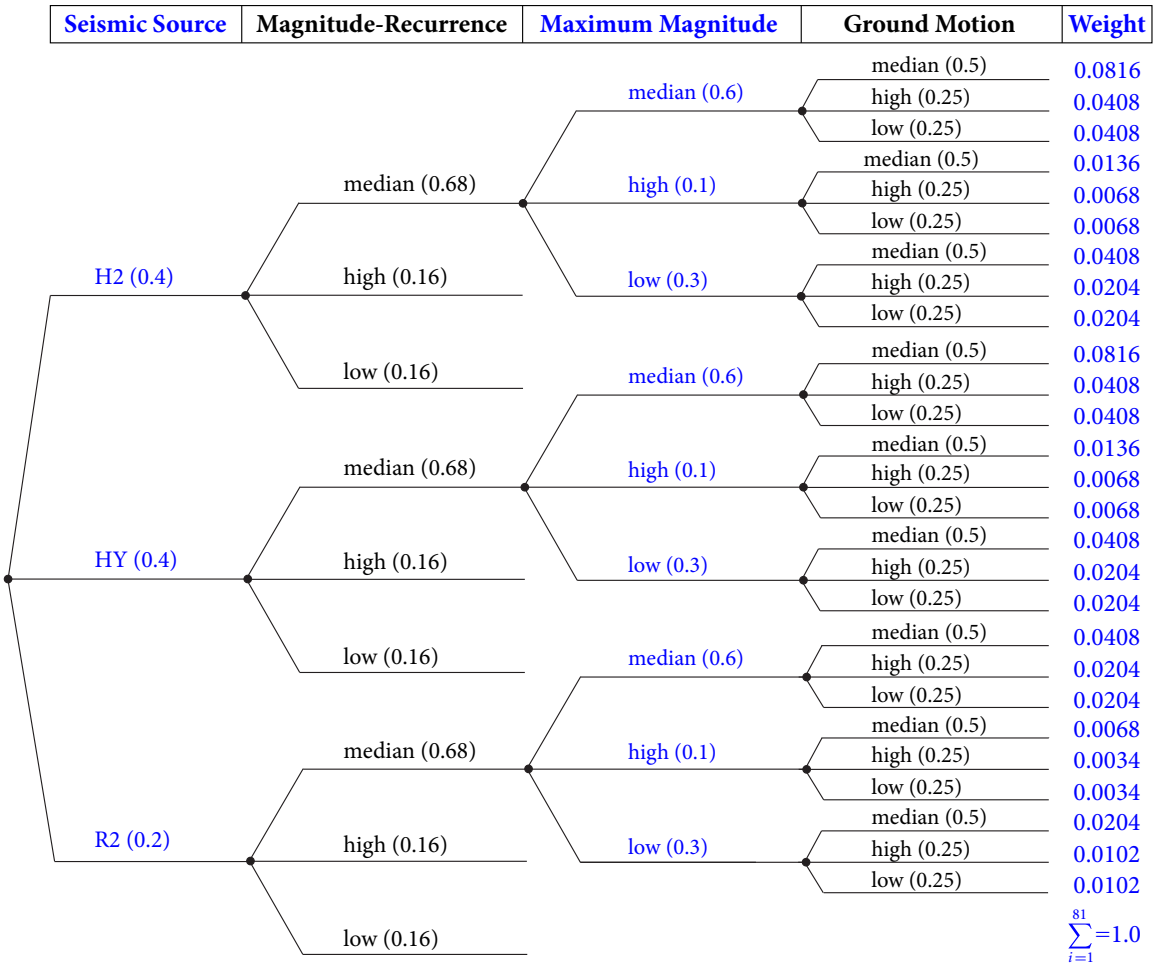 Seismic Source Magnitude-Recurrence Maximum Magnitude Ground Motion Weight
median (0.5) 0.0816
median (0.6) high (0.25) 0.0408
low (0.25) 0.0408
median (0.5) 0.0136
median (0.68) high (0.1) high (0.25) 0.0068
low (0.25) 0.0068
median (0.5) 0.0408
H2 (0.4) high (0.16) low (0.3) high (0.25) 0.0204
low (0.25) 0.0204
median (0.5) 0.0816
low (0.16) median (0.6) high (0.25) 0.0408
low (0.25) 0.0408
median (0.5) 0.0136
median (0.68) high (0.1) high (0.25) 0.0068
low (0.25) 0.0068
median (0.5) 0.0408
HY (0.4) high (0.16) low (0.3) high (0.25) 0.0204
low (0.25) 0.0204
median (0.5) 0.0408
low (0.16) median (0.6) high (0.25) 0.0204
low (0.25) 0.0204
median (0.5) 0.0068
median (0.68) high (0.1) high (0.25) 0.0034
low (0.25) 0.0034
median (0.5) 0.0204
R2 (0.2) high (0.16) low (0.3) high (0.25) 0.0102
low (0.25) 0.0102
81
low (0.16) ∑=1.0
i=1